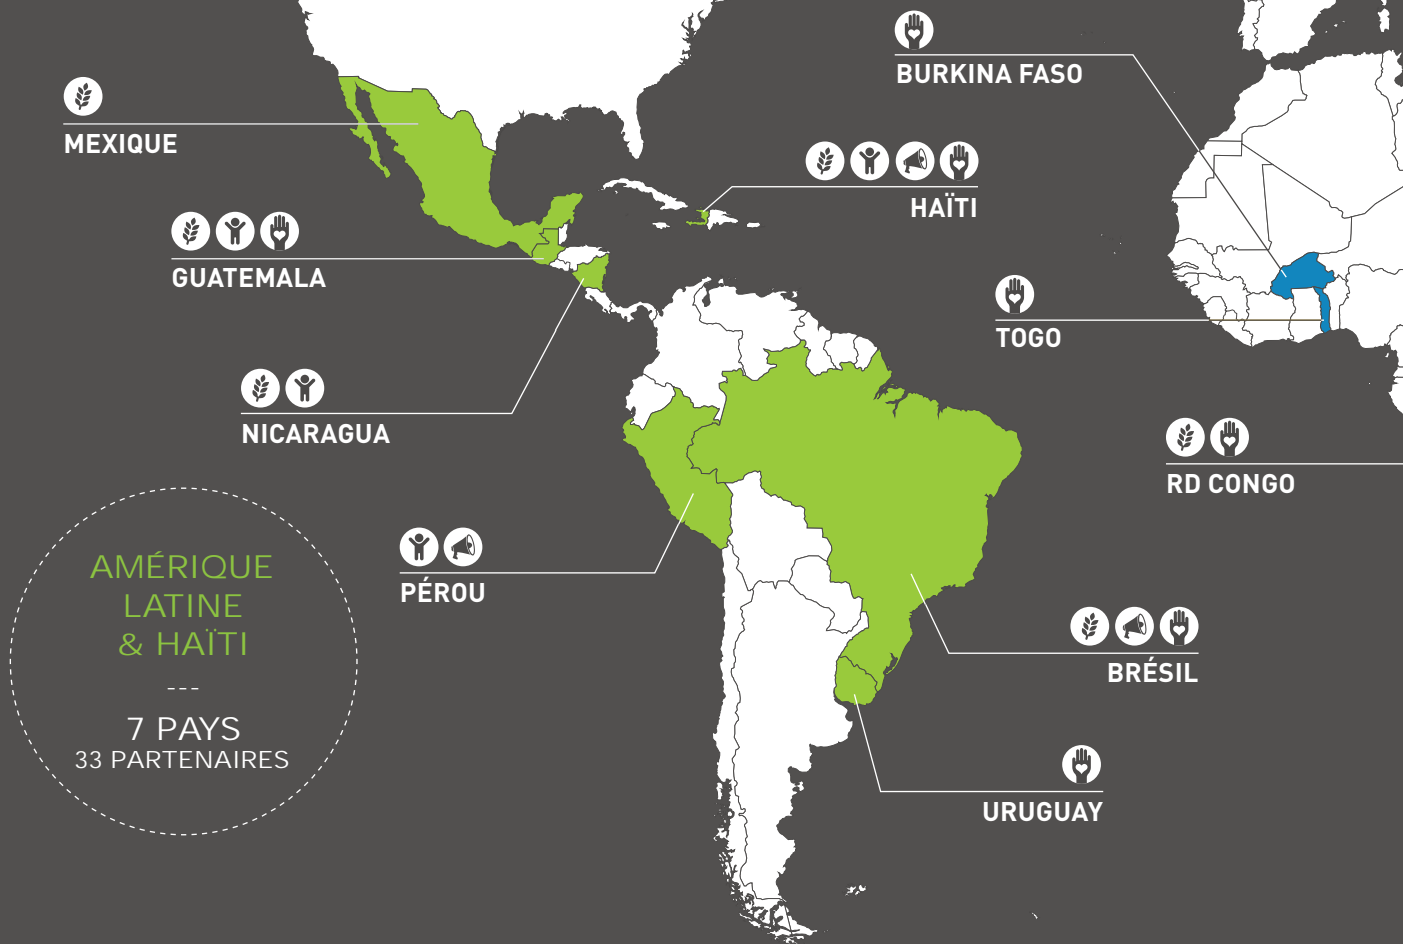 BURKINA FASO
MEXIQUE
HAÏTI
GUATEMALA
TOGO
NICARAGUA
RD CONGO
AMÉRIQUE
LATINE
& HAÏTI
---
7 PAYS
33 PARTENAIRES
PÉROU
BRÉSIL
URUGUAY